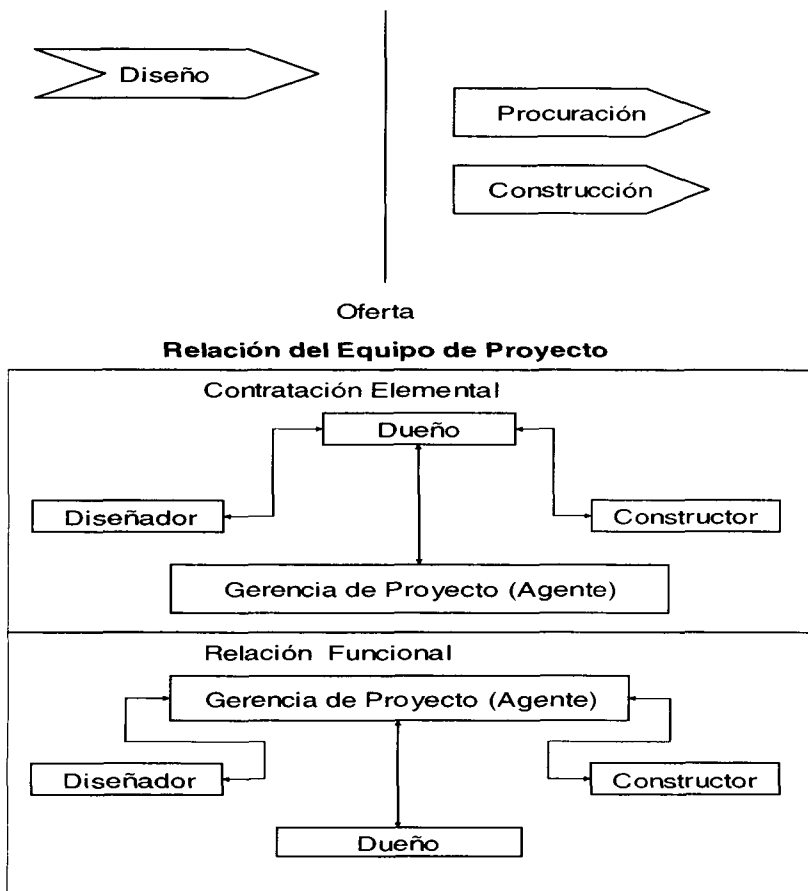 Diseño
Procuración
Construcción
Oferta
Relación del Equipo de Proyecto
Contratación Elemental
Dueño
Diseñador
Constructor
Gerencia de Proyecto (Agente)
Relación Funcional
Gerencia de Proyecto (Agente)
Diseñador
Constructor
Dueño